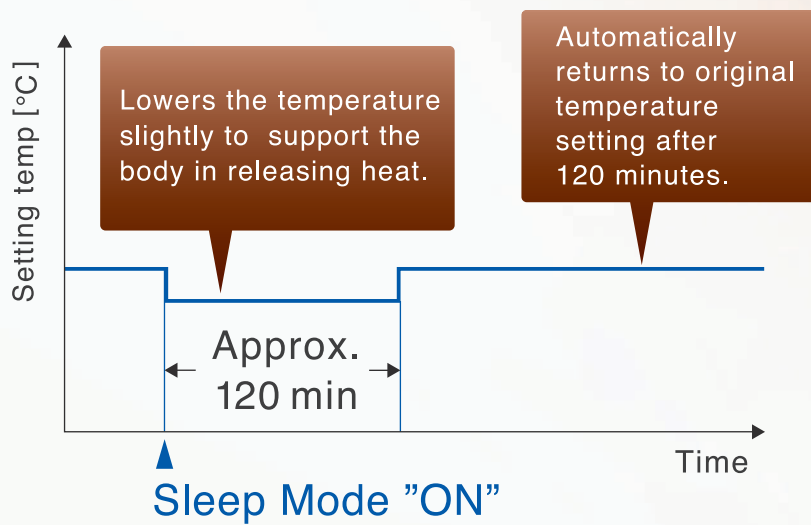 Setting temp [°C]
Lowers the temperature
slightly to support the
body in releasing heat.
Automatically
returns to original
temperature
setting after
120 minutes.
Approx.
120 min
Time
Sleep Mode ”ON”